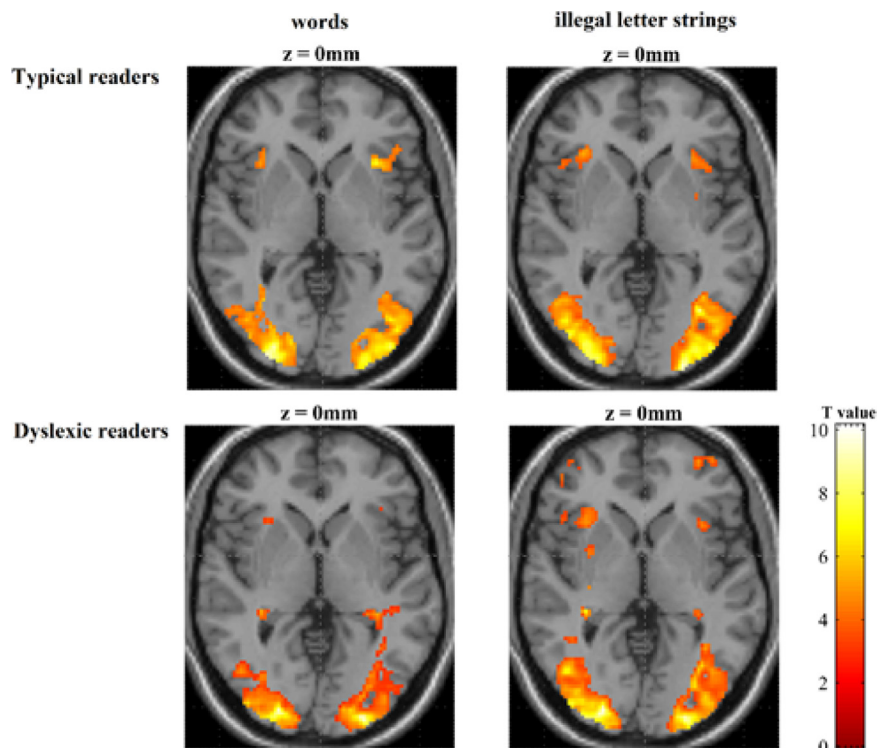 words
illegal letter strings
z = 0mm
z = 0mm
Typical readers
z = 0mm
z = 0mm
Dyslexic readers
T value
10
8
6
4
2
0